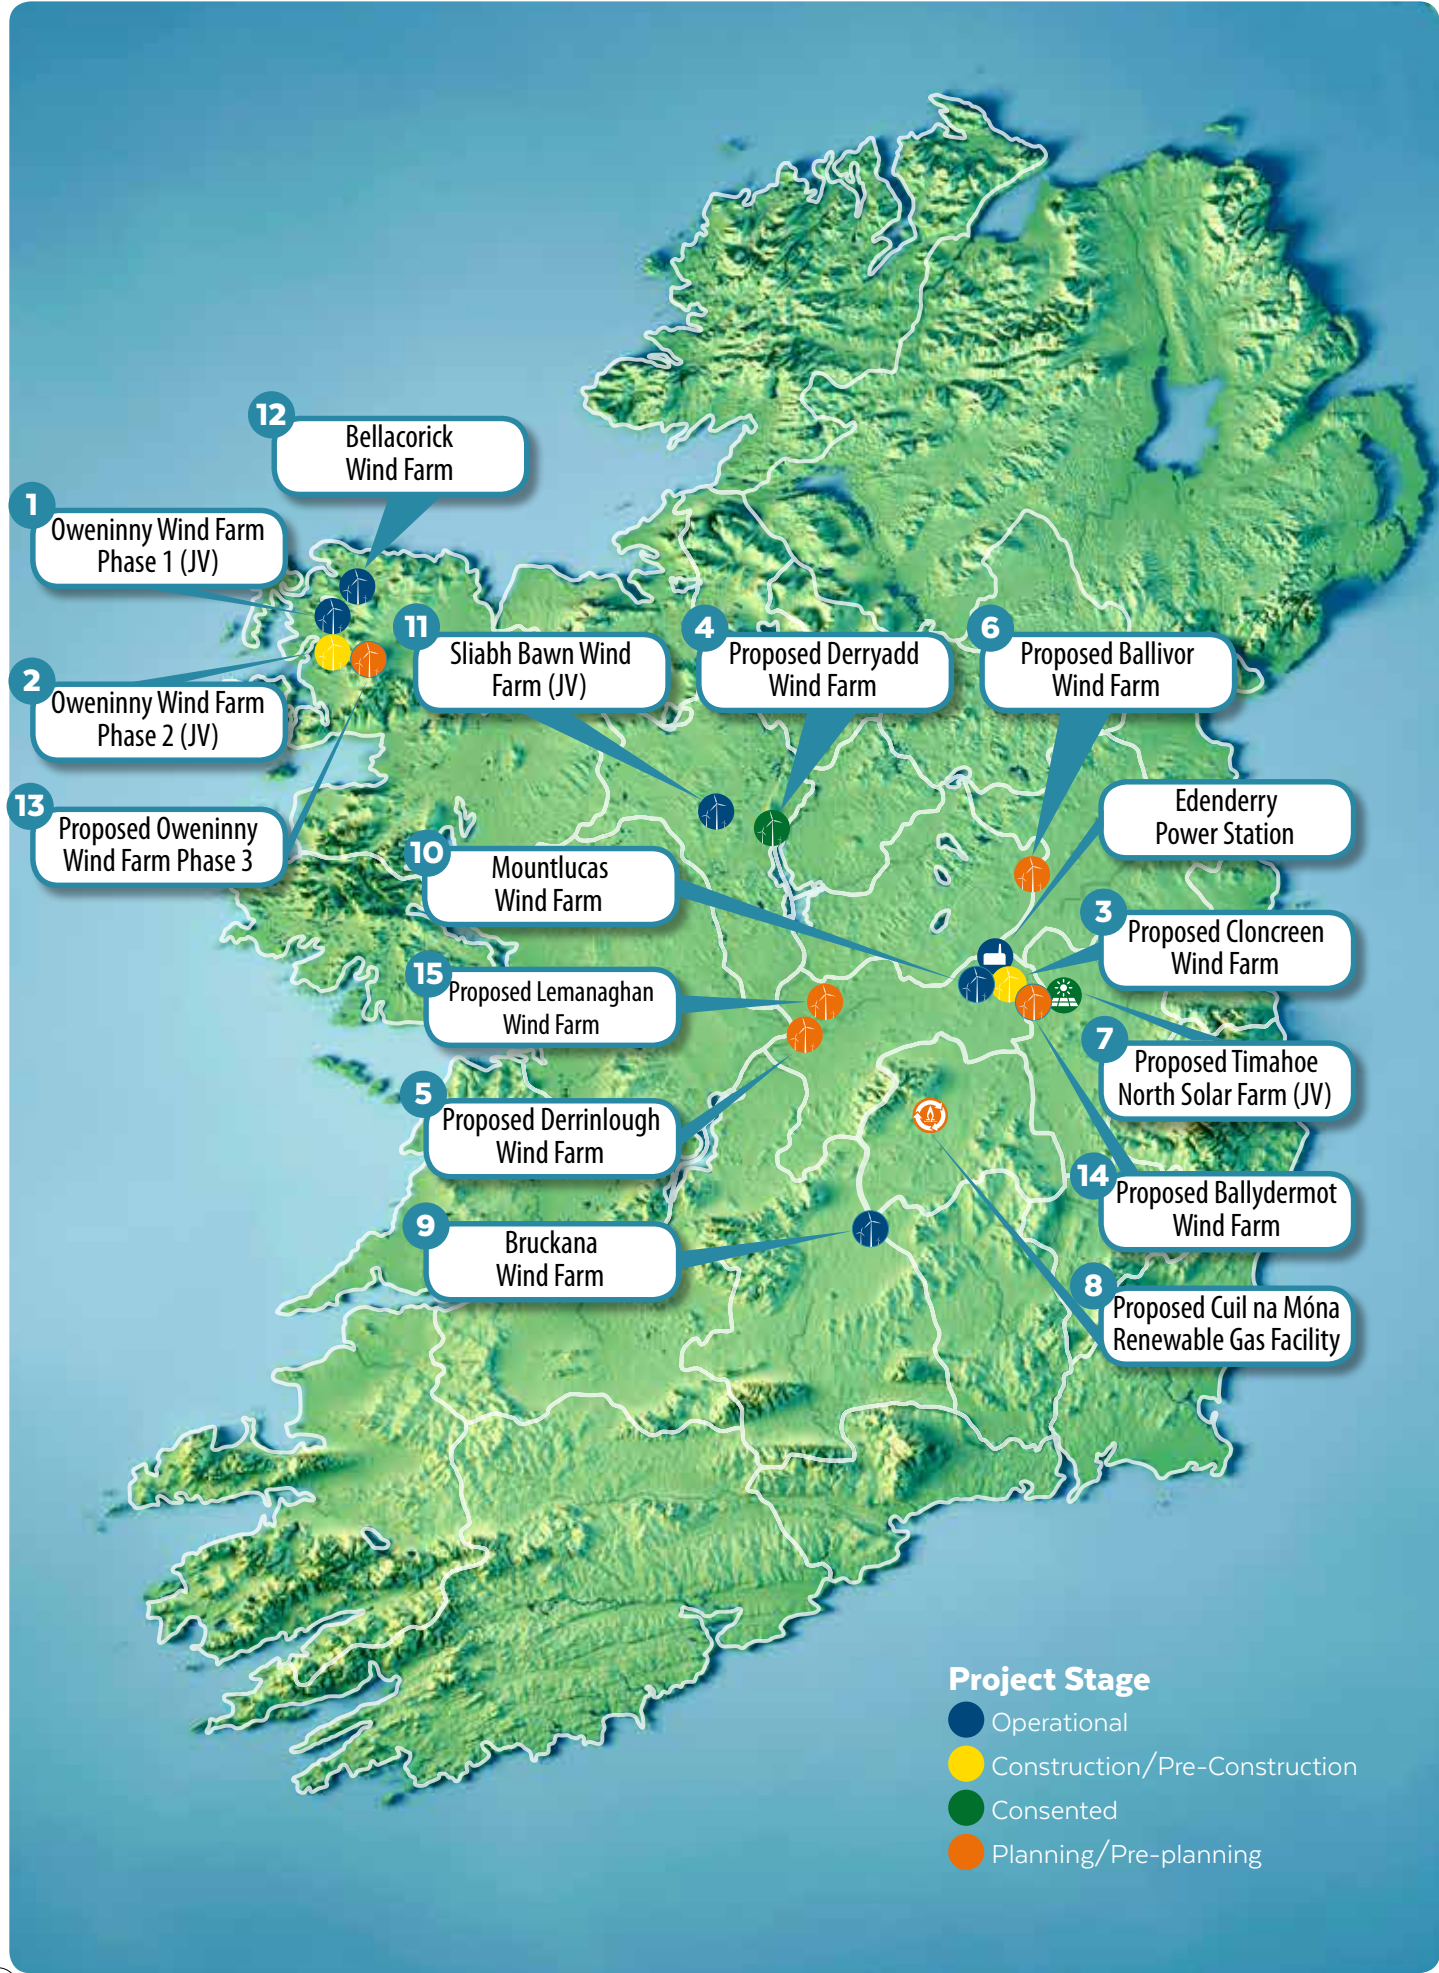 12
Bellacorick
Wind Farm
1
Oweninny Wind Farm
Phase 1 (JV)
11
Sliabh Bawn Wind
Farm (JV)
4
Proposed Derryadd
Wind Farm
6
Proposed Ballivor
Wind Farm
2
Oweninny Wind Farm
Phase 2 (JV)
13
Proposed Oweninny
Wind Farm Phase 3
Edenderry
Power Station
10
Mountlucas
Wind Farm
3
Proposed Cloncreen
Wind Farm
15
Proposed Lemanaghan
Wind Farm
7
Proposed Timahoe
North Solar Farm (JV)
5
Proposed Derrinlough
Wind Farm
14
Proposed Ballydermot
Wind Farm
9
Bruckana
Wind Farm
8
Proposed Cuil na Móna
Renewable Gas Facility
Project Stage
Operational
Construction/Pre-Construction
Consented
Planning/Pre-planning